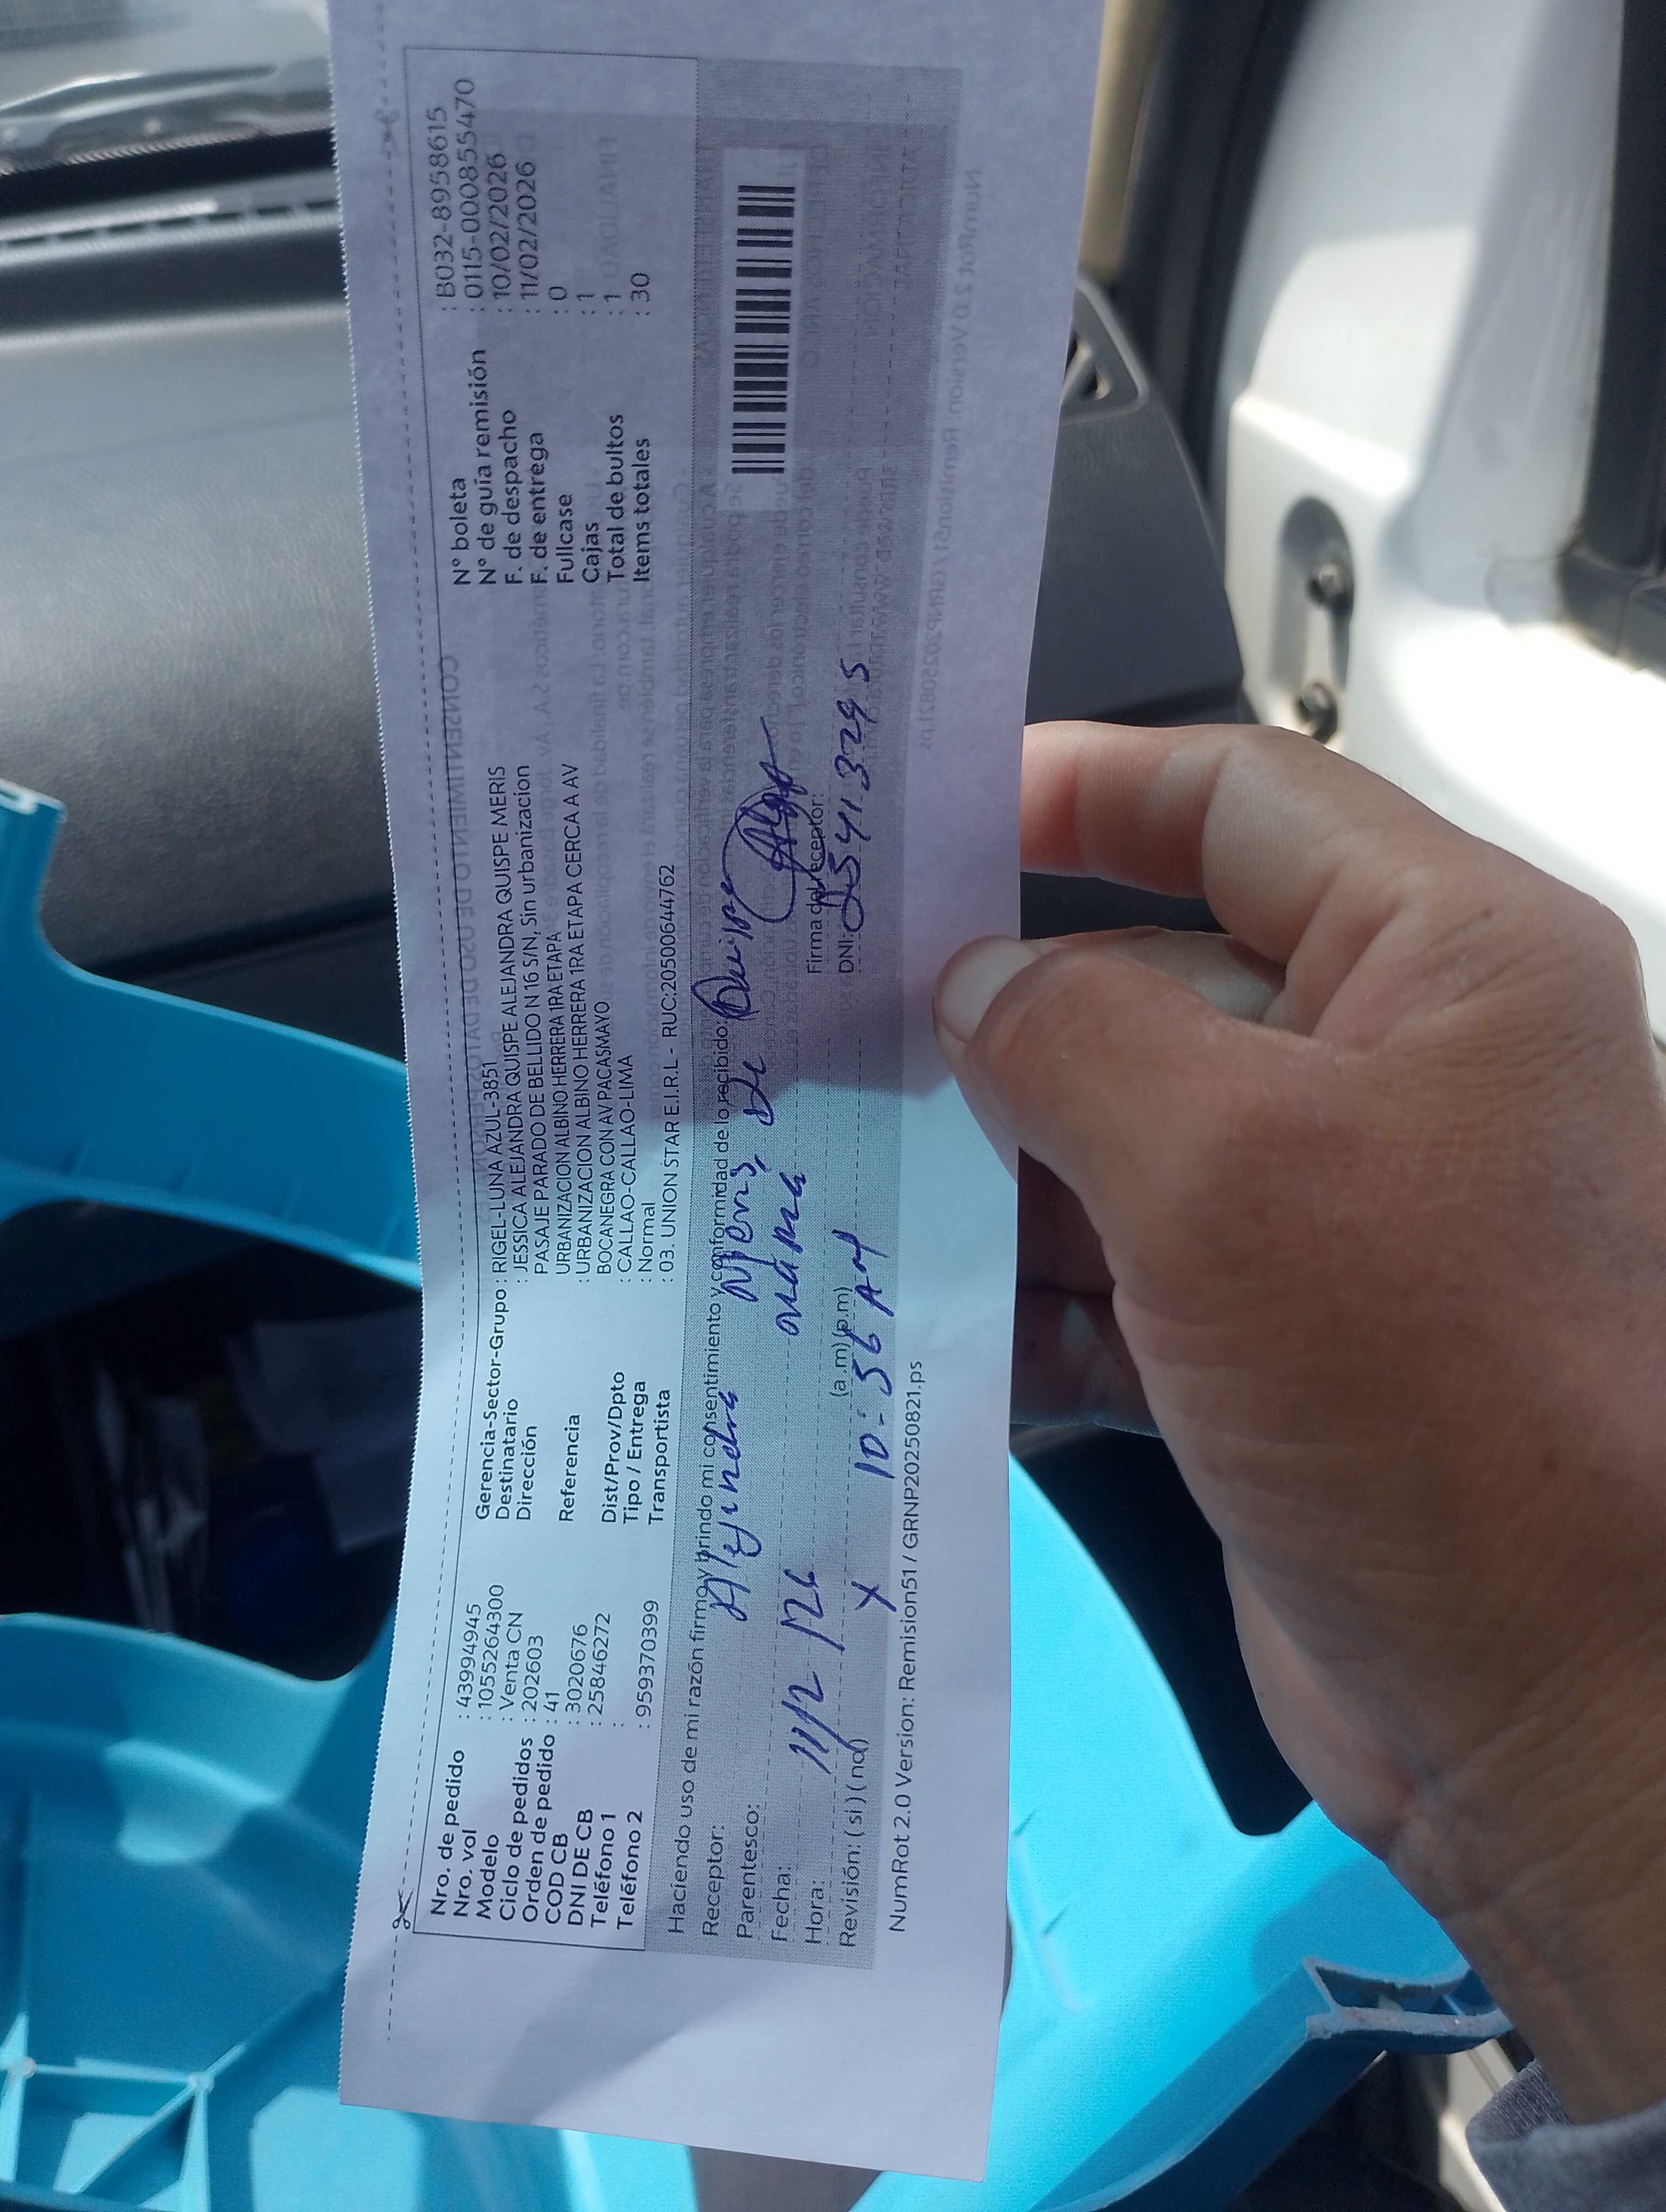 Nro. de pedido : 43994945
Nro. vol : 1055264300
Modelo : Venta CN
Ciclo de pedidos : 202603
Orden de pedido : 41
COD CB : 3020676
DNI DE CB : 25846272
Teléfono 1 :
Teléfono 2 : 959370399
Gerencia-Sector-Grupo : RIGEL-LUNA AZUL-3851
Destinatario : JESSICA ALEJANDRA QUISPE ALEJANDRA QUISPE MERIS
Dirección PASAJE PARADO DE BELLIDO N 16 S/N, Sin urbanizacion
URBANIZACION ALBINO HERRERA 1RA ETAPA
Referencia : URBANIZACION ALBINO HERRERA 1RA ETAPA CERCA A AV
BOCANEGRA CON AV PACASMAYO
Dist/Prov/Dpto : CALLAO-CALLAO-LIMA
Tipo / Entrega : Normal
Transportista : 03. UNION STAR E.I.R.L - RUC:20500644762
N° boleta : B032-8958615
N° de guía remisión : 0115-0000855470
F. de despacho : 10/02/2026
F. de entrega : 11/02/2026
Fullcase : 0
Cajas : 1
Total de bultos : 1
Items totales : 30
Haciendo uso de mi razón firmo y brindo mi consentimiento y conformidad de lo recibido:
Receptor:
Parentesco: mama
Fecha: 11/2/26
Hora: (a.m) (p.m) 10:56 AM
Revisión: ( si ) ( no ) X
Firma del receptor:
DNI: 25413295
NumRot 2.0 Version: Remision51 / GRNP20250821.ps